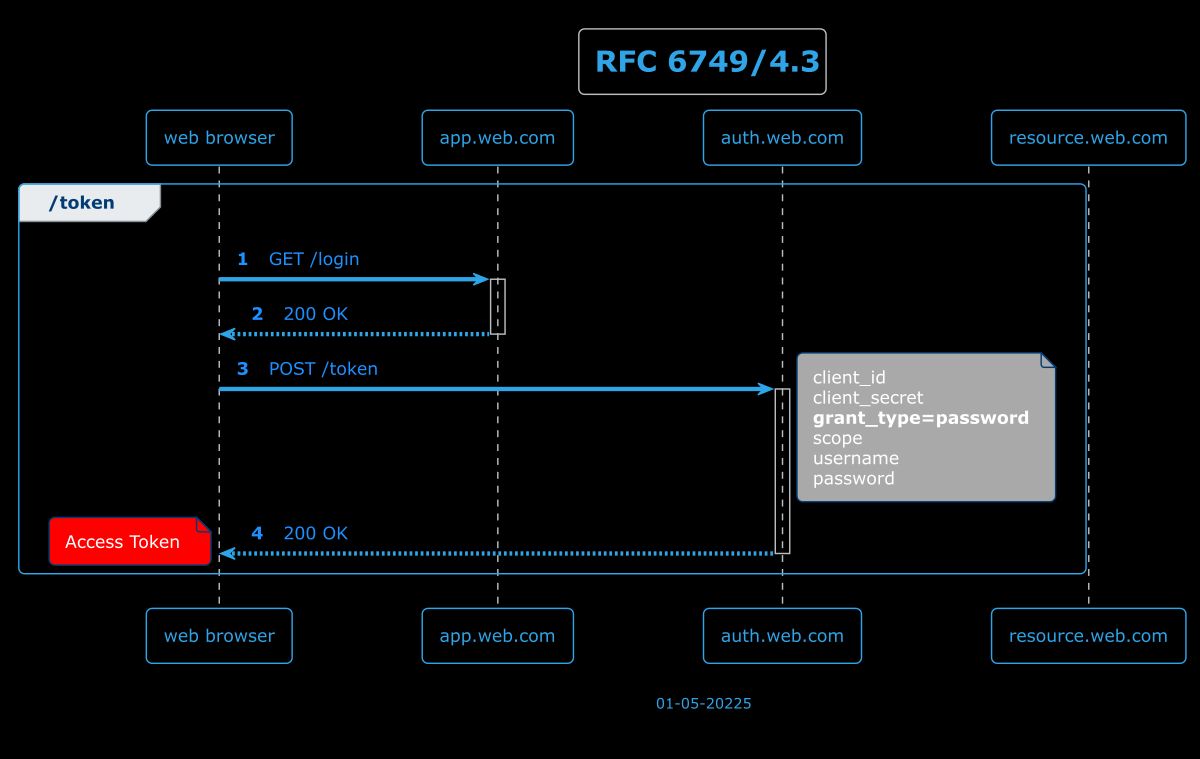 RFC 6749/4.3
web browser
app.web.com
auth.web.com
resource.web.com
/token
1 GET /login
2 200 OK
3 POST /token
client_id
client_secret
grant_type=password
scope
username
password
4 200 OK
Access Token
web browser
app.web.com
auth.web.com
resource.web.com
01-05-20225